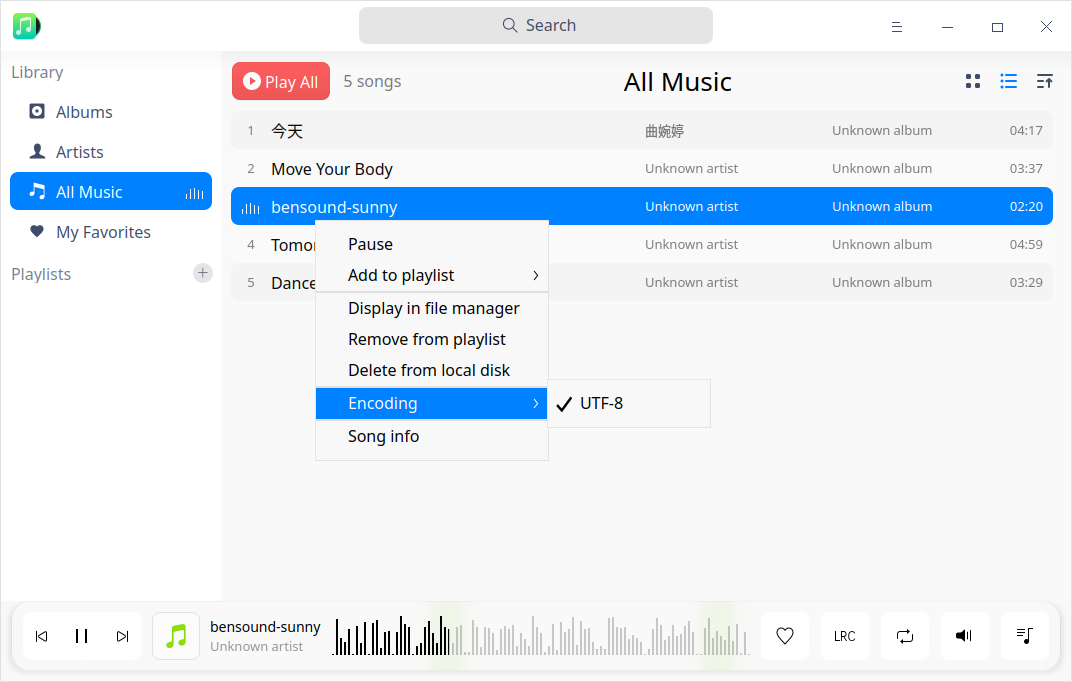 Search
Library
Albums
Artists
All Music
My Favorites
Playlists
Play All
5 songs
All Music
1 今天 曲婉婷 Unknown album 04:17
2 Move Your Body Unknown artist Unknown album 03:37
bensound-sunny Unknown artist Unknown album 02:20
4 Tomor Unknown artist Unknown album 04:59
5 Dance Unknown artist Unknown album 03:29
Pause
Add to playlist
Display in file manager
Remove from playlist
Delete from local disk
Encoding
UTF-8
Song info
bensound-sunny
Unknown artist
LRC